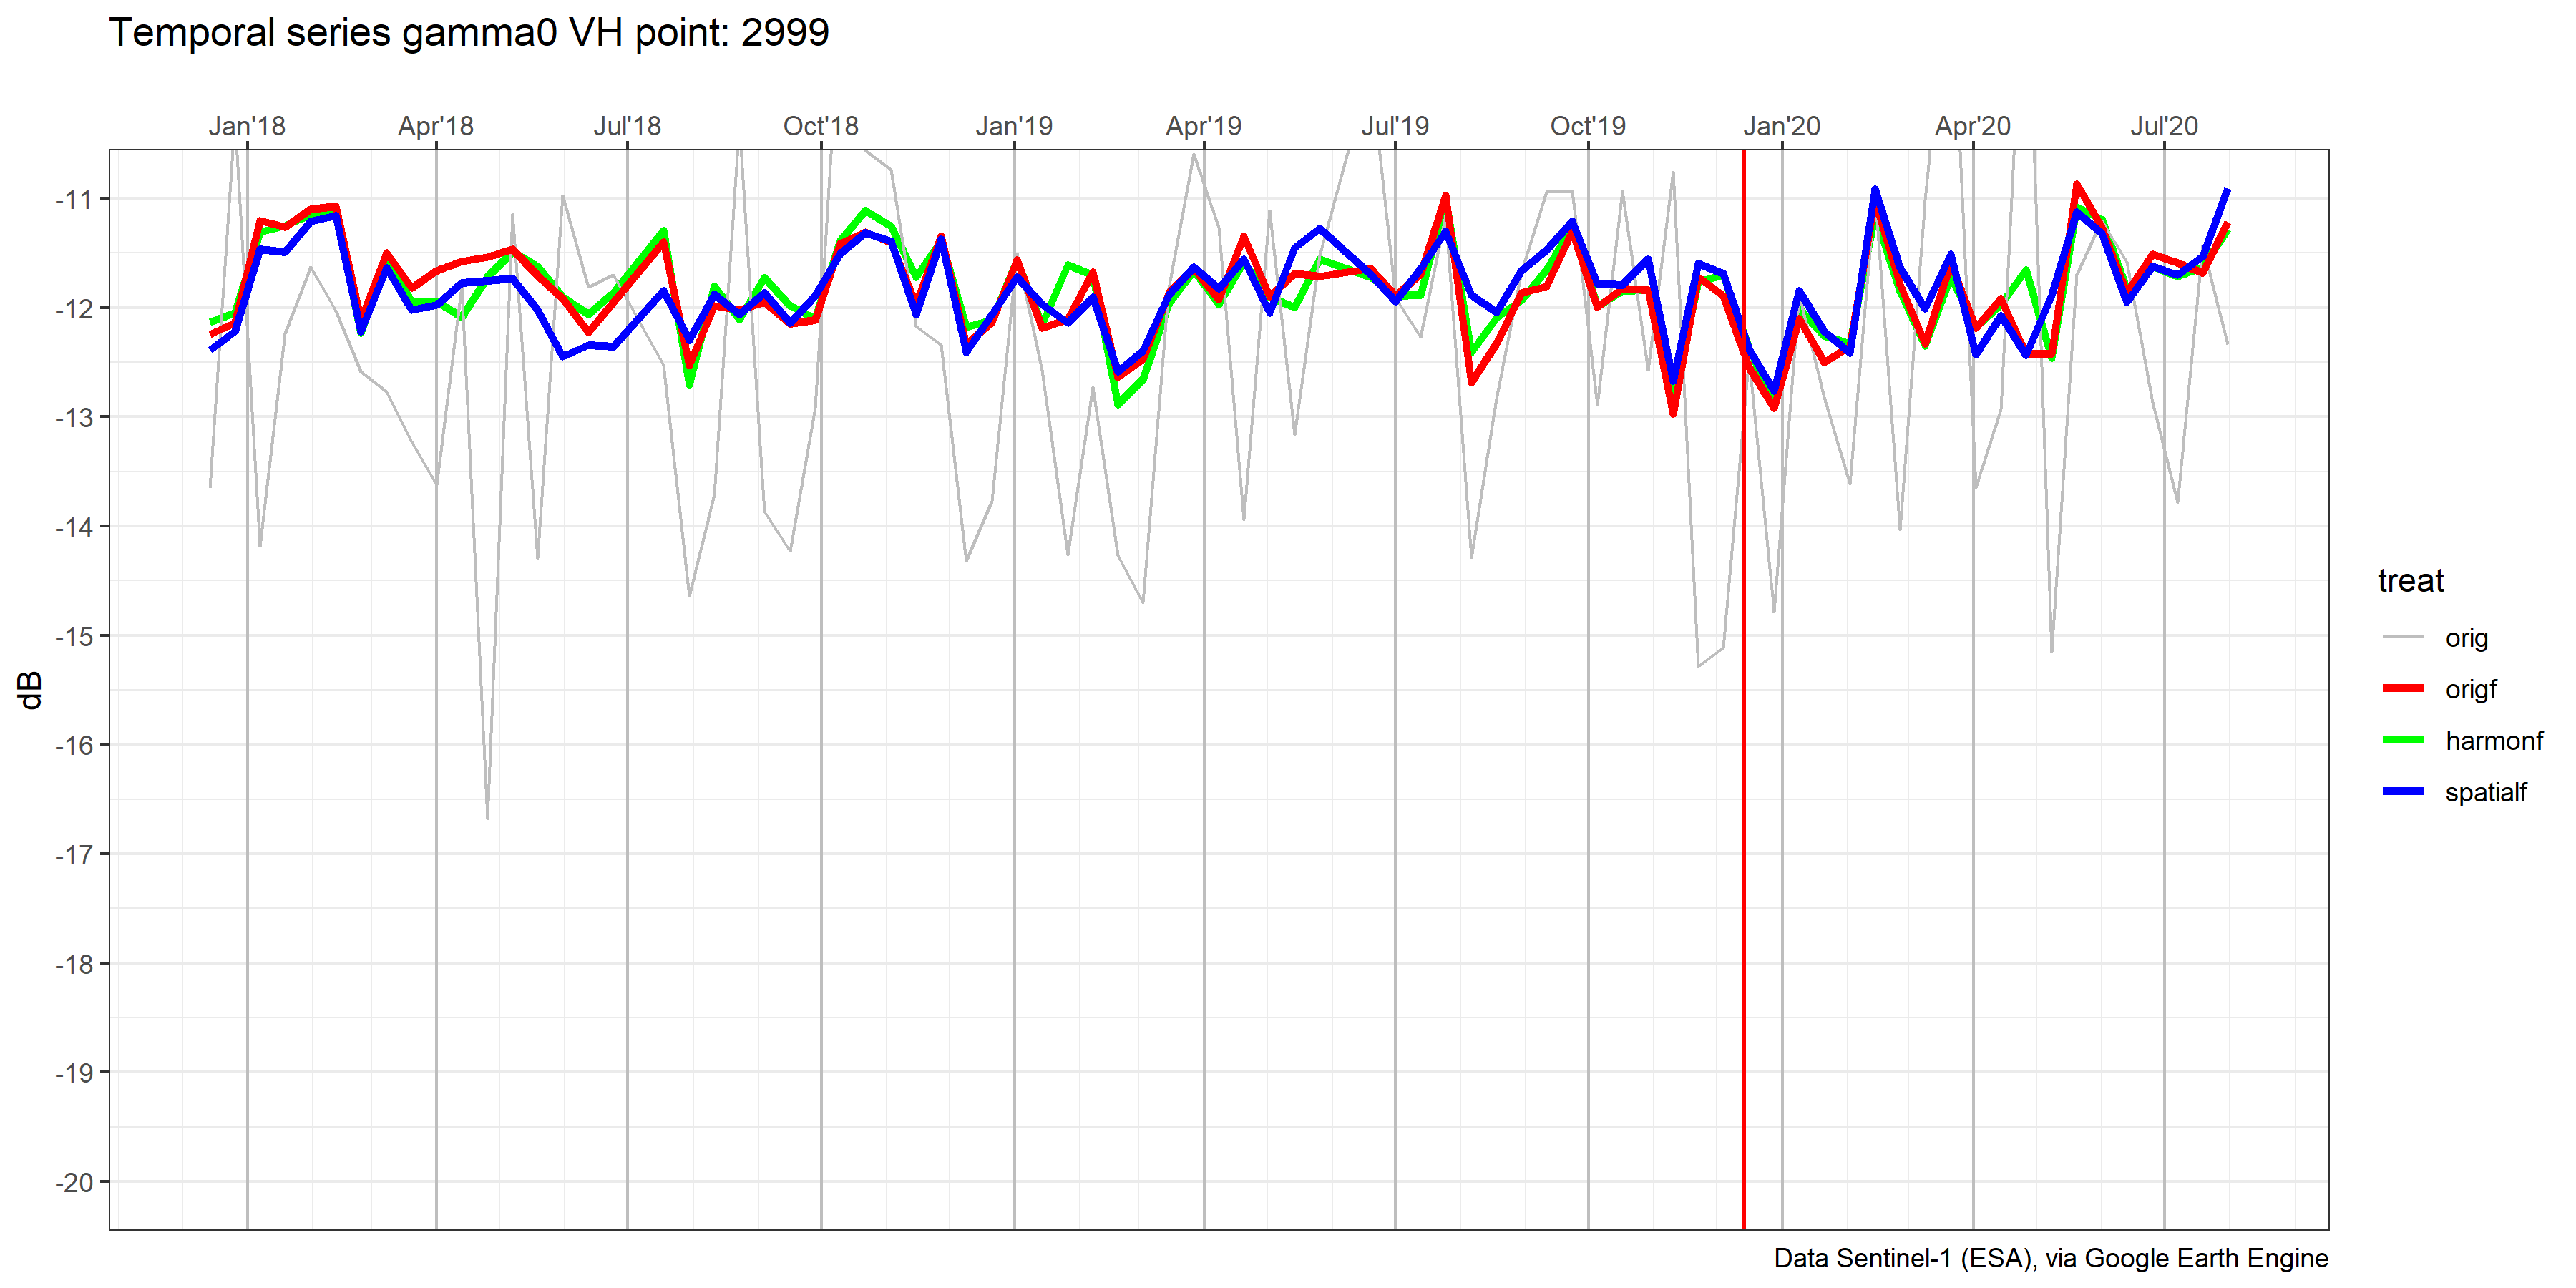 Temporal series gamma0 VH point: 2999
Jan'18 Apr'18 Jul'18 Oct'18 Jan'19 Apr'19 Jul'19 Oct'19 Jan'20 Apr'20 Jul'20
-11
-12
-13
-14
-15
-16
-17
-18
-19
-20
dB
treat
orig
origf
harmonf
spatialf
Data Sentinel-1 (ESA), via Google Earth Engine